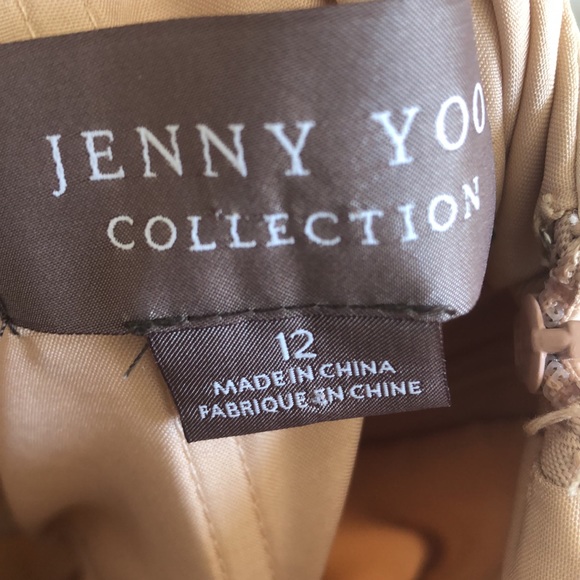 JENNY YOO
COLLECTION
12
MADE IN CHINA
FABRIQUE EN CHINE